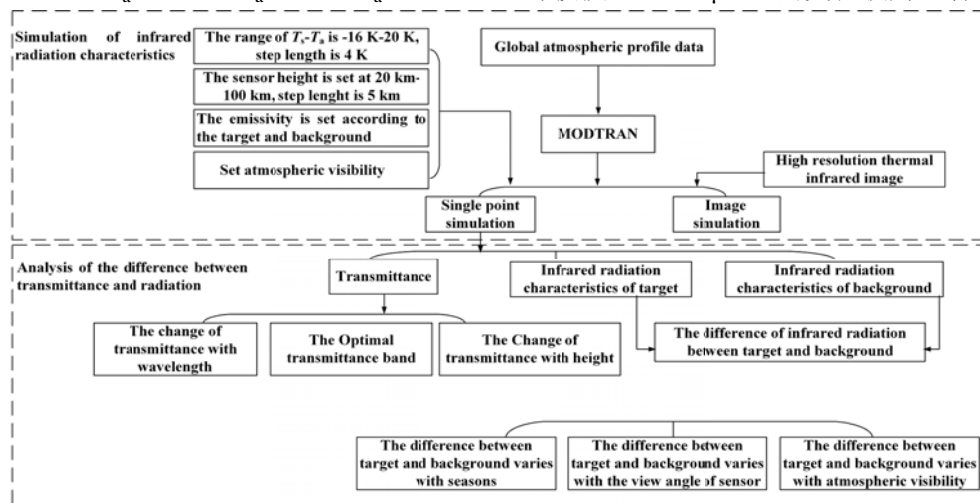 Simulation of infrared
radiation characteristics
The range of Ts-Ta is -16 K-20 K,
step length is 4 K
The sensor height is set at 20 km-
100 km, step lenght is 5 km
The emissivity is set according to
the target and background
Set atmospheric visibility
Global atmospheric profile data
MODTRAN
High resolution thermal
infrared image
Single point
simulation
Image
simulation
Analysis of the difference between
transmittance and radiation
Transmittance
Infrared radiation
characteristics of target
Infrared radiation
characteristics of background
The change of
transmittance with
wavelength
The Optimal
transmittance band
The Change of
transmittance with height
The difference of infrared radiation
between target and background
The difference between
target and background varies
with seasons
The difference between
target and background varies
with the view angle of sensor
The difference between
target and background varies
with atmospheric visibility